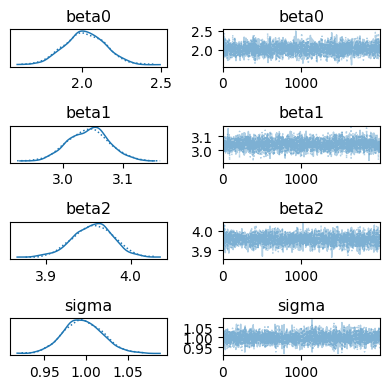 beta0 beta0
2.5
2.0
2.0 2.5 0 1000
beta1 beta1
3.1
3.0
3.0 3.1 0 1000
beta2 beta2
4.0
3.9
3.9 4.0 0 1000
sigma sigma
1.05
1.00
0.95
0.95 1.00 1.05 0 1000